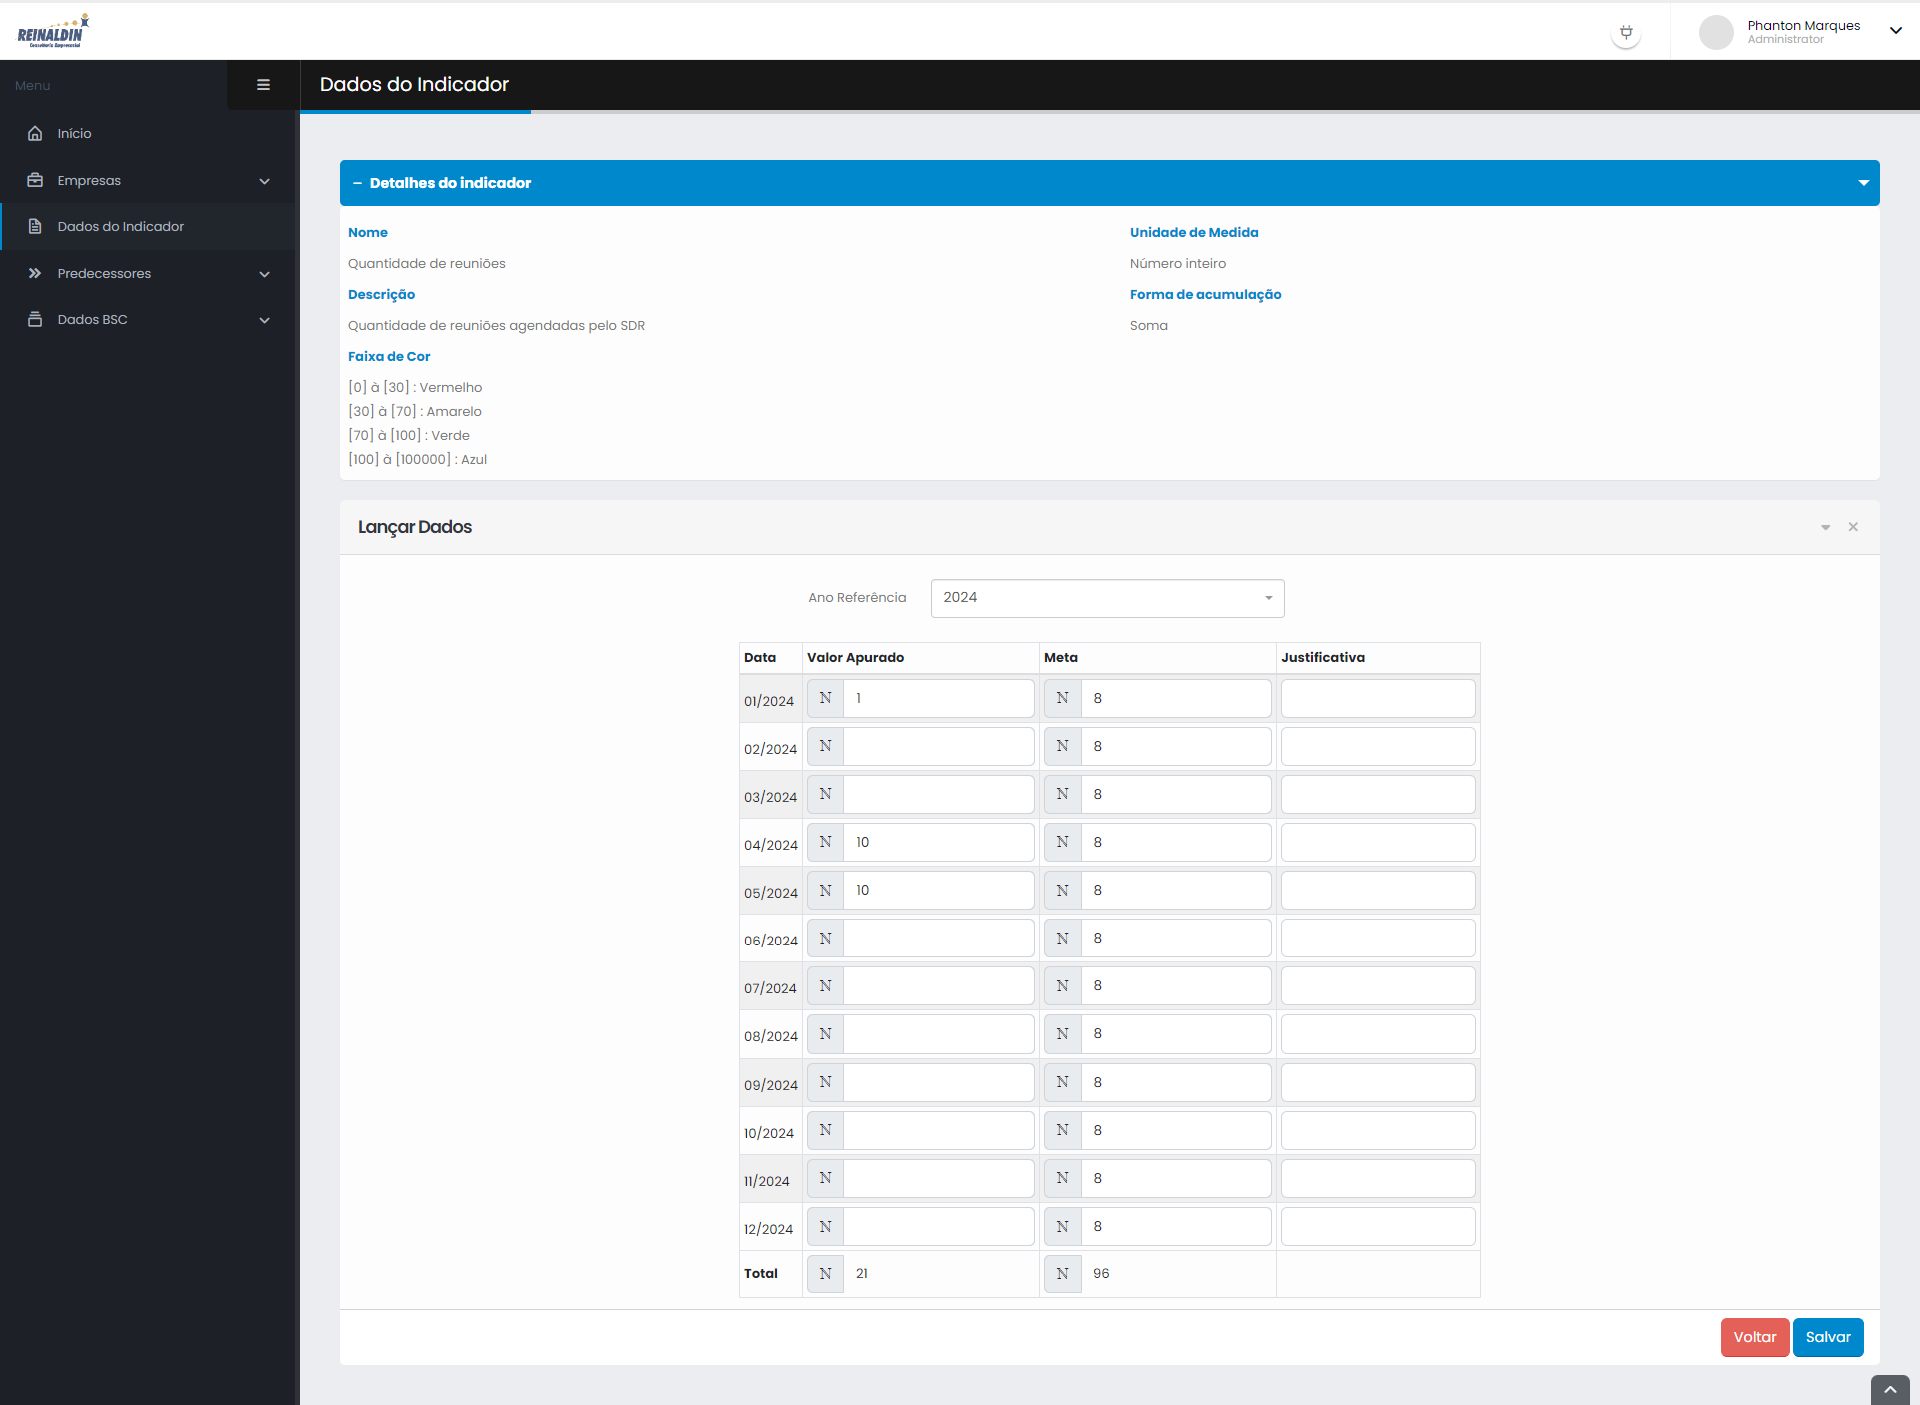 REINALDIN
Consultoria Empresarial
Phanton Marques
Administrator
Menu
Dados do Indicador
Início
Empresas
Dados do Indicador
Predecessores
Dados BSC
– Detalhes do indicador
Nome
Unidade de Medida
Quantidade de reuniões
Número inteiro
Descrição
Forma de acumulação
Quantidade de reuniões agendadas pelo SDR
Soma
Faixa de Cor
[0] à [30] : Vermelho
[30] à [70] : Amarelo
[70] à [100] : Verde
[100] à [100000] : Azul
Lançar Dados
Ano Referência 2024
Data Valor Apurado Meta Justificativa
01/2024 N 1 N 8
02/2024 N N 8
03/2024 N N 8
04/2024 N 10 N 8
05/2024 N 10 N 8
06/2024 N N 8
07/2024 N N 8
08/2024 N N 8
09/2024 N N 8
10/2024 N N 8
11/2024 N N 8
12/2024 N N 8
Total N 21 N 96
Voltar Salvar